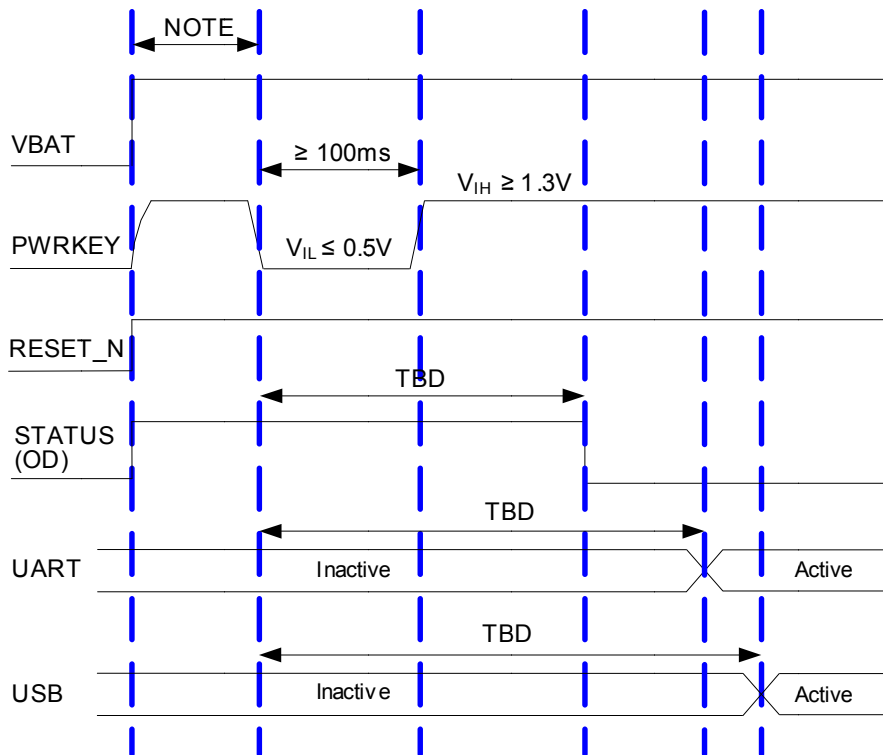 NOTE
VBAT
≥ 100ms
VIH ≥ 1.3V
PWRKEY
VIL ≤ 0.5V
RESET_N
TBD
STATUS
(OD)
TBD
UART
Inactive
Active
TBD
USB
Inactive
Active